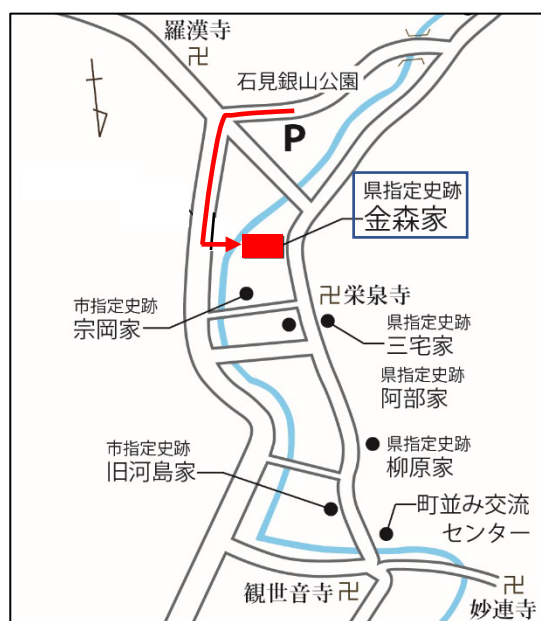 羅漢寺
卍
石見銀山公園
P
県指定史跡
金森家
卍栄泉寺
市指定史跡
宗岡家
県指定史跡
三宅家
県指定史跡
阿部家
市指定史跡
旧河島家
県指定史跡
柳原家
町並み交流
センター
観世音寺卍
卍
妙連寺